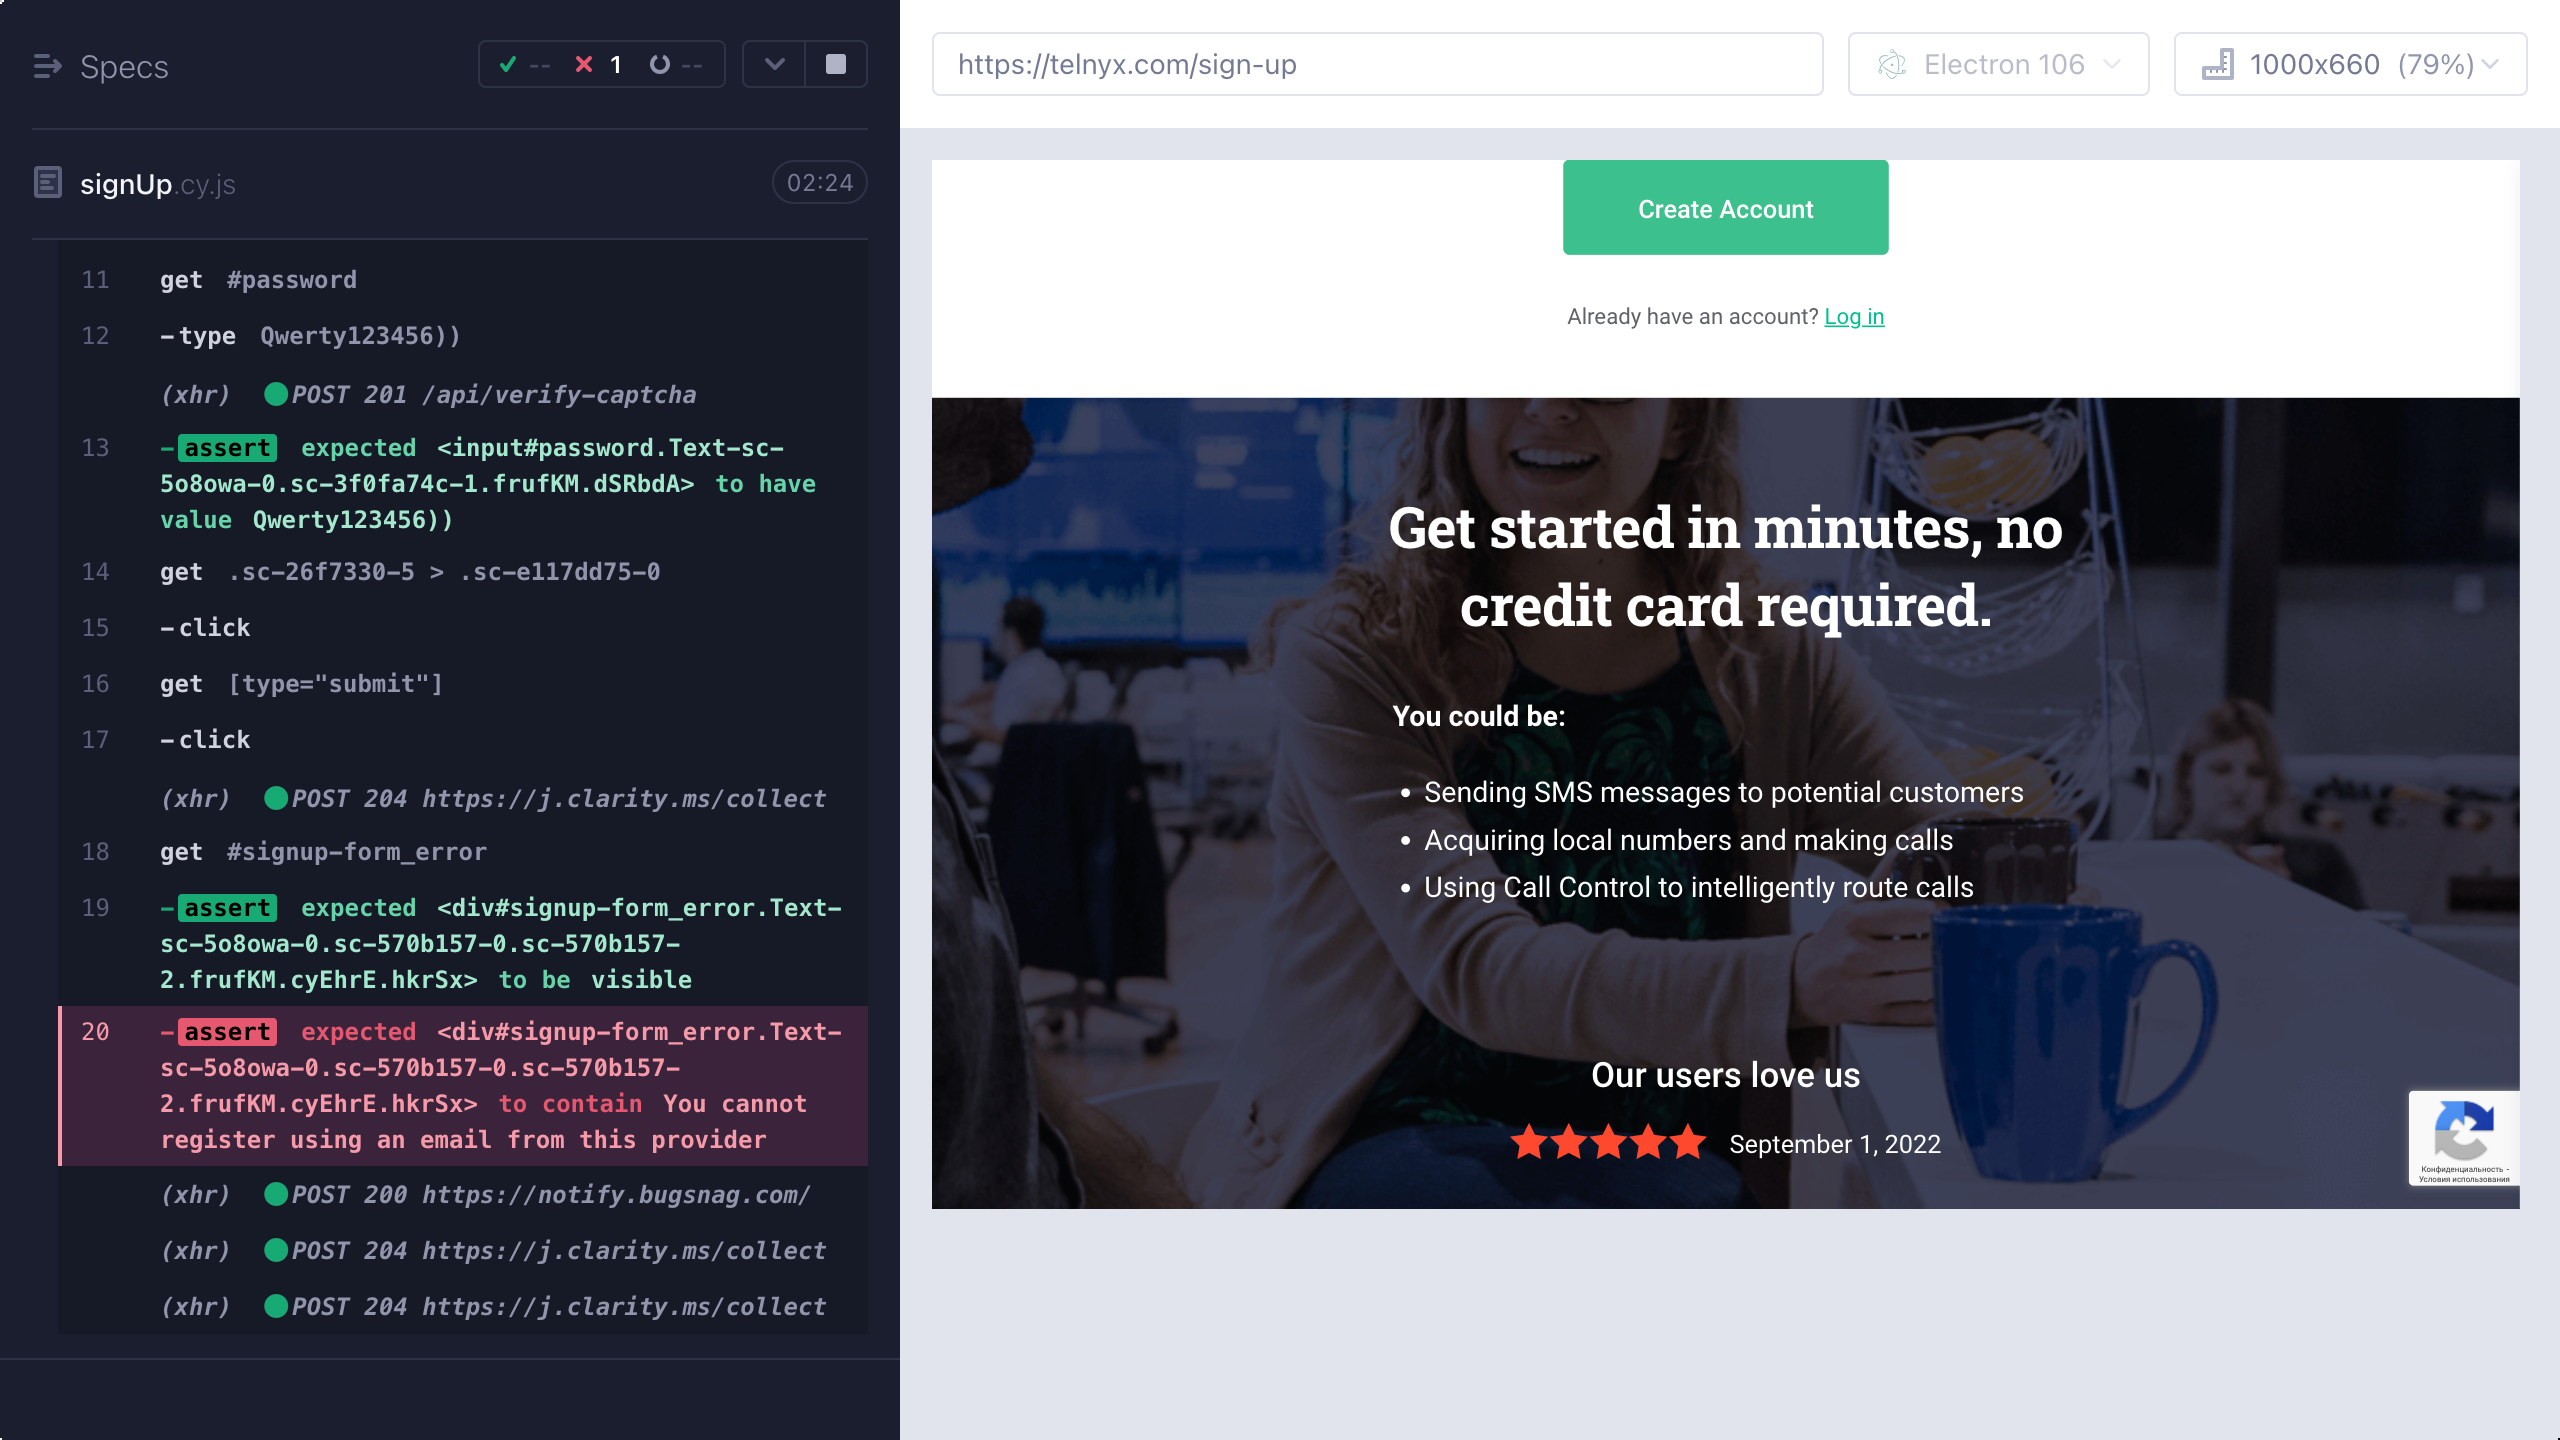 Specs
-- 1 --
signUp.cy.js
02:24
11 get #password
12 -type Qwerty123456))
(xhr) POST 201 /api/verify-captcha
13 -assert expected <input#password.Text-sc-
5o8owa-0.sc-3f0fa74c-1.frufKM.dSRbdA> to have
value Qwerty123456))
14 get .sc-26f7330-5 > .sc-e117dd75-0
15 -click
16 get [type="submit"]
17 -click
(xhr) POST 204 https://j.clarity.ms/collect
18 get #signup-form_error
19 -assert expected <div#signup-form_error.Text-
sc-5o8owa-0.sc-570b157-0.sc-570b157-
2.frufKM.cyEhrE.hkrSx> to be visible
20 -assert expected <div#signup-form_error.Text-
sc-5o8owa-0.sc-570b157-0.sc-570b157-
2.frufKM.cyEhrE.hkrSx> to contain You cannot
register using an email from this provider
(xhr) POST 200 https://notify.bugsnag.com/
(xhr) POST 204 https://j.clarity.ms/collect
(xhr) POST 204 https://j.clarity.ms/collect
https://telnyx.com/sign-up
Electron 106
1000x660 (79%)
Create Account
Already have an account? Log in
Get started in minutes, no
credit card required.
You could be:
• Sending SMS messages to potential customers
• Acquiring local numbers and making calls
• Using Call Control to intelligently route calls
Our users love us
September 1, 2022
Конфиденциальность -
Условия использования